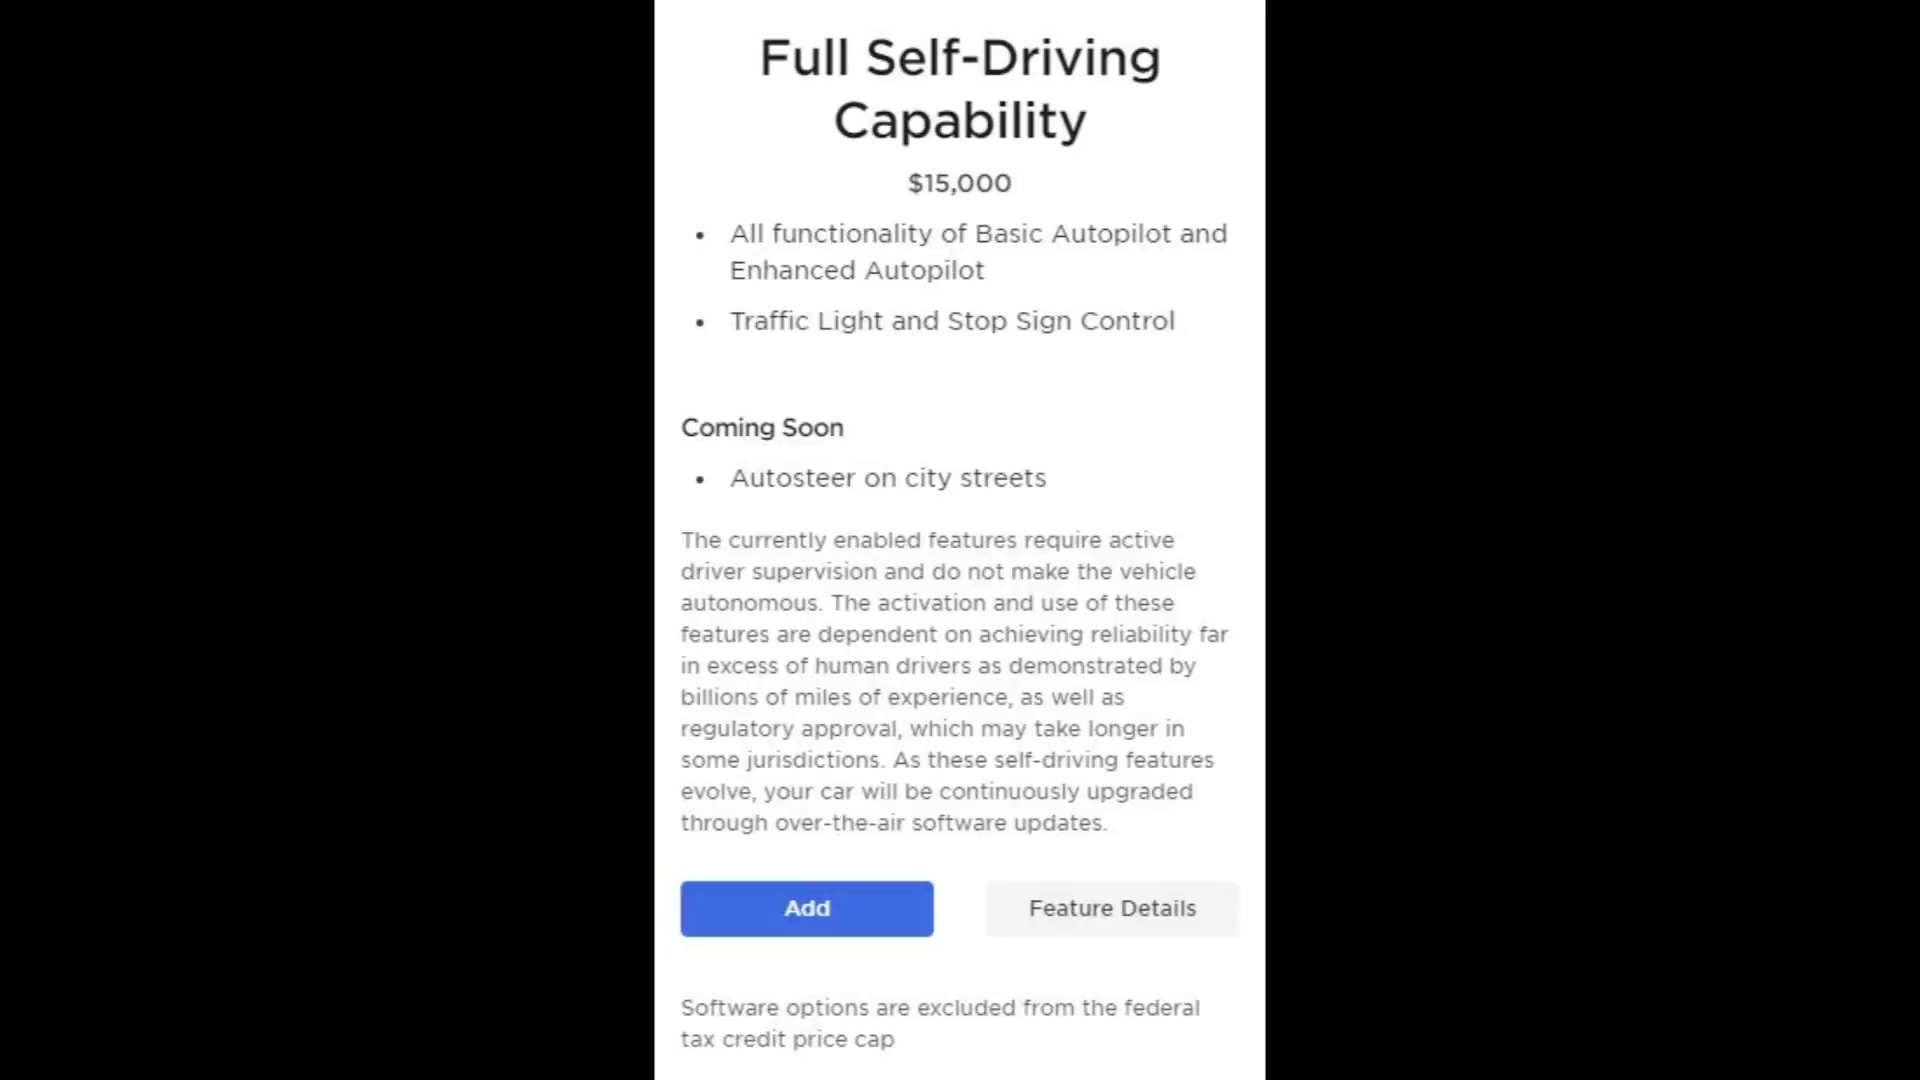 Full Self-Driving
Capability
$15,000
• All functionality of Basic Autopilot and
Enhanced Autopilot
• Traffic Light and Stop Sign Control
Coming Soon
• Autosteer on city streets
The currently enabled features require active
driver supervision and do not make the vehicle
autonomous. The activation and use of these
features are dependent on achieving reliability far
in excess of human drivers as demonstrated by
billions of miles of experience, as well as
regulatory approval, which may take longer in
some jurisdictions. As these self-driving features
evolve, your car will be continuously upgraded
through over-the-air software updates.
Add
Feature Details
Software options are excluded from the federal
tax credit price cap